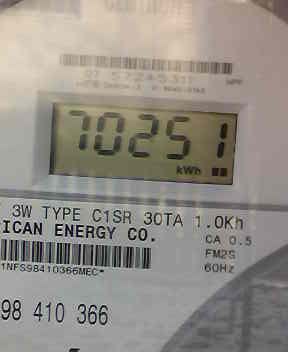 07 57245311
70251
kWh
3W TYPE C1SR 30TA 1.0Kh
ICAN ENERGY CO.
CA 0.5
FM2S
60Hz
1NFS98410366MEC*
98 410 366